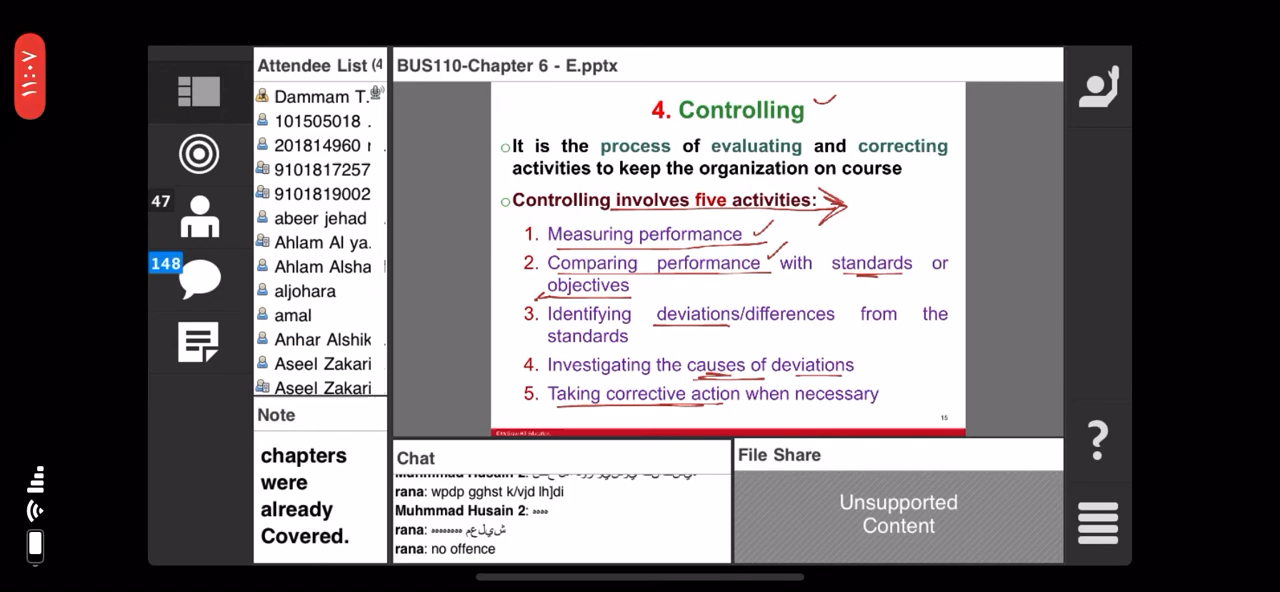 ١١:٠٧
47
148
Attendee List (4
Dammam T.
101505018 .
201814960 r
9101817257
9101819002
abeer jehad
Ahlam Al ya.
Ahlam Alsha
aljohara
amal
Anhar Alshik
Aseel Zakari
Aseel Zakari
Note
chapters
were
already
Covered.
BUS110-Chapter 6 - E.pptx
4. Controlling
It is the process of evaluating and correcting
activities to keep the organization on course
Controlling involves five activities:
1. Measuring performance
2. Comparing performance with standards or
objectives
3. Identifying deviations/differences from the
standards
4. Investigating the causes of deviations
5. Taking corrective action when necessary
15
Chat
Muhmmad Husain 2:
rana: wpdp gghst k/vjd lh]di
Muhmmad Husain 2: ههههه
rana:
rana: no offence
File Share
Unsupported
Content
?